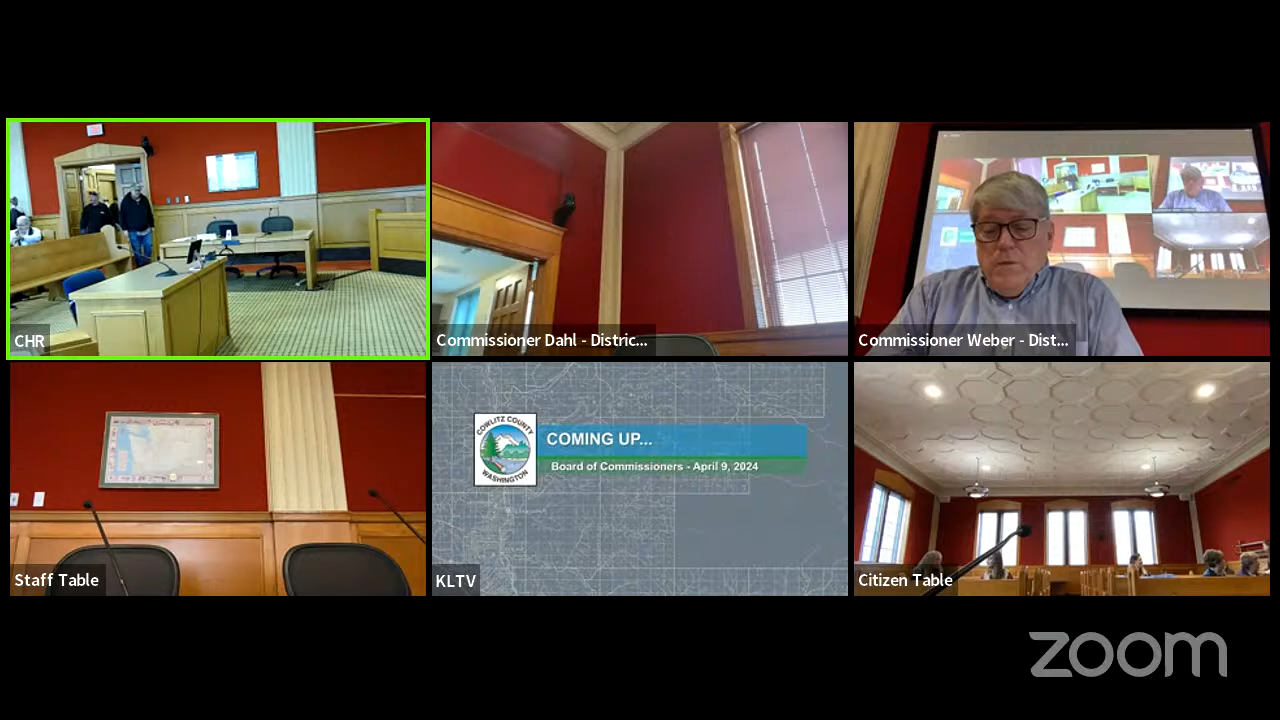 CHR
Commissioner Dahl - Distric...
Commissioner Weber - Dist...
Staff Table
COWLITZ COUNTY
WASHINGTON
COMING UP...
Board of Commissioners - April 9, 2024
KLTV
Citizen Table
zoom